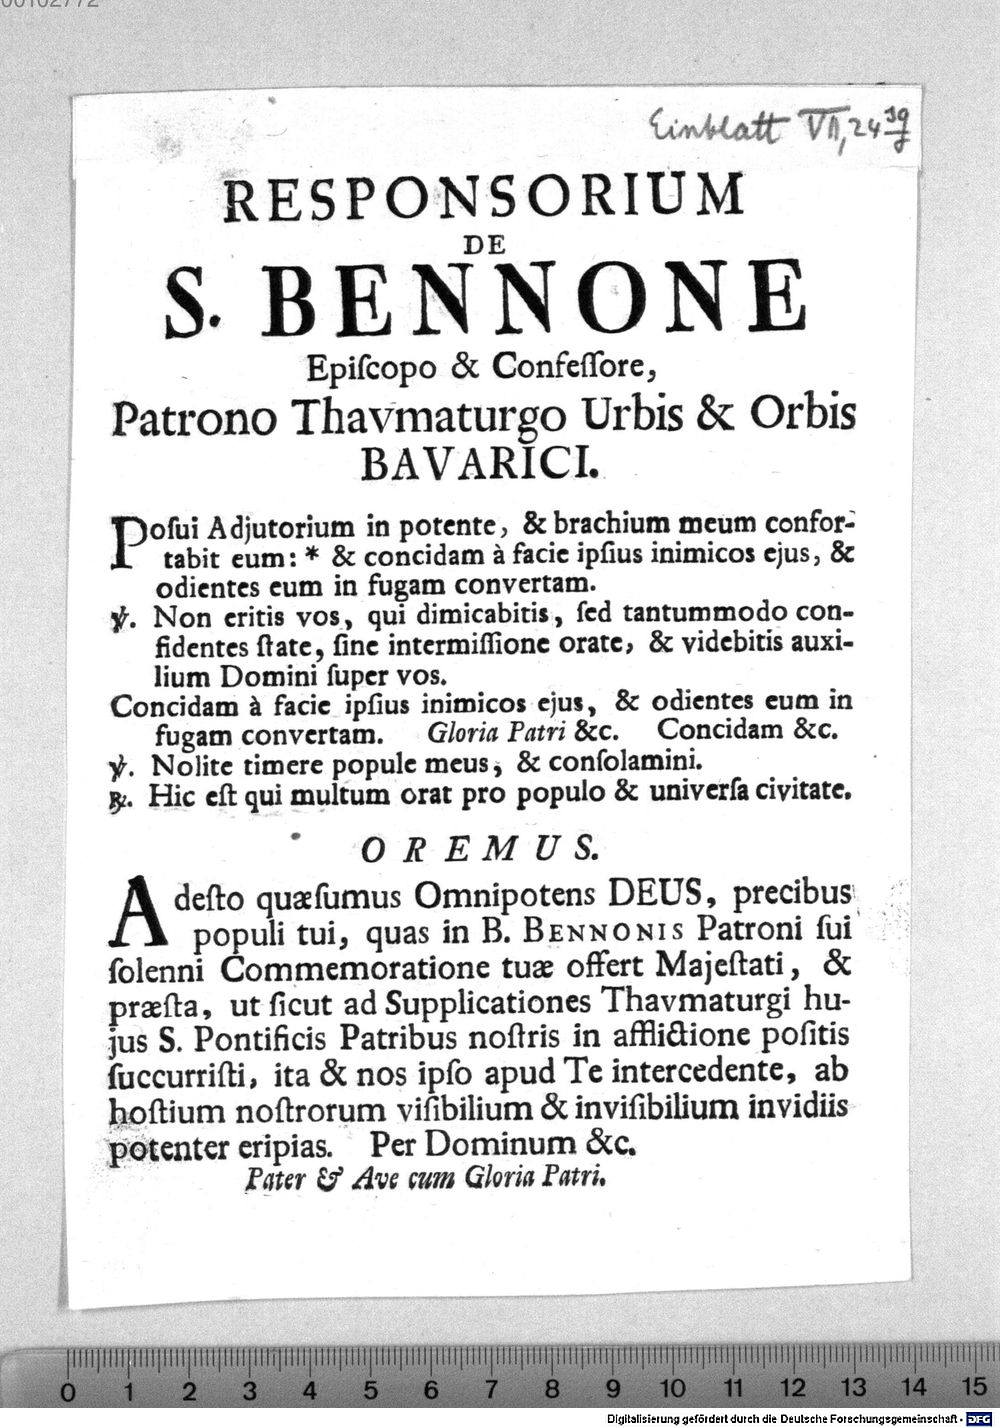 00102772
Einblatt VII, 24 39
RESPONSORIUM
DE
S. BENNONE
Epiſcopo & Confeſſore,
Patrono Thavmaturgo Urbis & Orbis
BAVARICI.
Poſui Adjutorium in potente, & brachium meum confor-
tabit eum: * & concidam à facie ipſius inimicos ejus, &
odientes eum in fugam convertam.
℣. Non eritis vos, qui dimicabitis, ſed tantummodo con-
fidentes ſtate, ſine intermiſſione orate, & videbitis auxi-
lium Domini ſuper vos.
Concidam à facie ipſius inimicos ejus, & odientes eum in
fugam convertam. Gloria Patri &c. Concidam &c.
℣. Nolite timere popule meus, & conſolamini.
℟. Hic eſt qui multum orat pro populo & univerſa civitate.
OREMUS.
Adeſto quæſumus Omnipotens DEUS, precibus
populi tui, quas in B. BENNONIS Patroni ſui
ſolenni Commemoratione tuæ offert Majeſtati, &
præſta, ut ſicut ad Supplicationes Thavmaturgi hu-
jus S. Pontificis Patribus noſtris in afflictione poſitis
ſuccurriſti, ita & nos ipſo apud Te intercedente, ab
hoſtium noſtrorum viſibilium & inviſibilium invidiis
potenter eripias. Per Dominum &c.
Pater & Ave cum Gloria Patri.
0 1 2 3 4 5 6 7 8 9 10 11 12 13 14 15
Digitalisierung gefördert durch die Deutsche Forschungsgemeinschaft - DFG